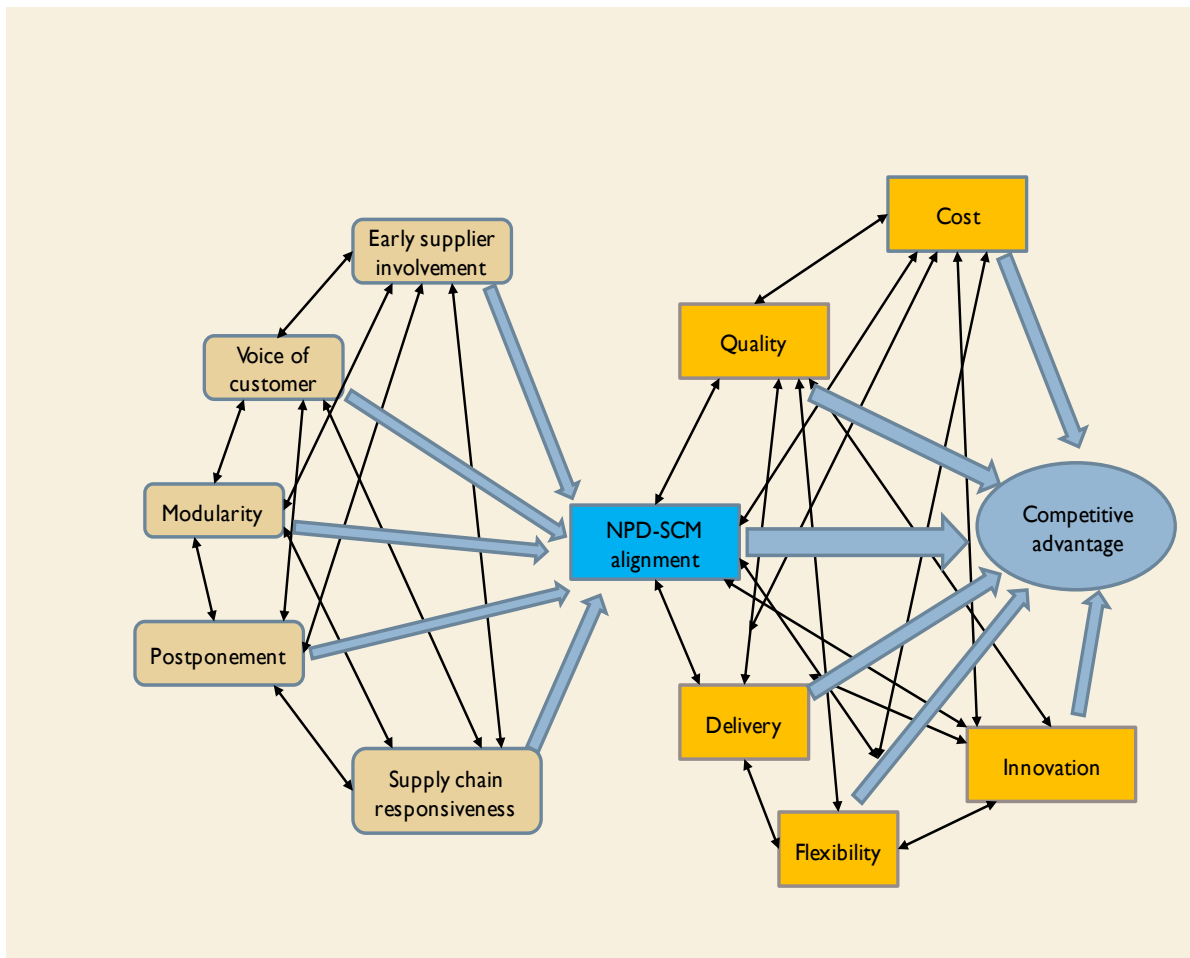 Early supplier
involvement
Voice of
customer
Modularity
Postponement
Supply chain
responsiveness
NPD-SCM
alignment
Cost
Quality
Delivery
Flexibility
Innovation
Competitive
advantage